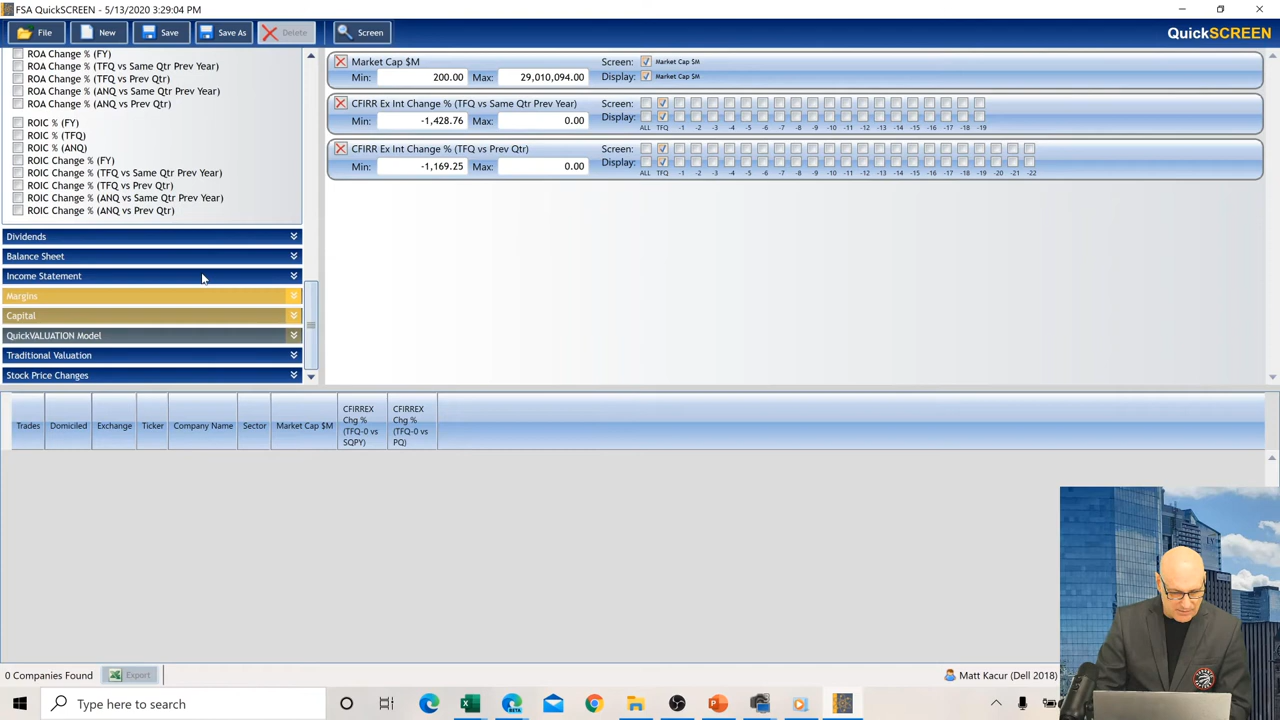 FSA QuickSCREEN - 5/13/2020 3:29:04 PM
File New Save Save As Delete Screen QuickSCREEN
ROA Change % (FY)
ROA Change % (TFQ vs Same Qtr Prev Year)
ROA Change % (TFQ vs Prev Qtr)
ROA Change % (ANQ vs Same Qtr Prev Year)
ROA Change % (ANQ vs Prev Qtr)
ROIC % (FY)
ROIC % (TFQ)
ROIC % (ANQ)
ROIC Change % (FY)
ROIC Change % (TFQ vs Same Qtr Prev Year)
ROIC Change % (TFQ vs Prev Qtr)
ROIC Change % (ANQ vs Same Qtr Prev Year)
ROIC Change % (ANQ vs Prev Qtr)
Dividends
Balance Sheet
Income Statement
Margins
Capital
QuickVALUATION Model
Traditional Valuation
Stock Price Changes
Market Cap $M Screen: Market Cap $M
Min: 200.00 Max: 29,010,094.00 Display: Market Cap $M
CFIRR Ex Int Change % (TFQ vs Same Qtr Prev Year) Screen:
Min: -1,428.76 Max: 0.00 Display:
ALL TFQ -1 -2 -3 -4 -5 -6 -7 -8 -9 -10 -11 -12 -13 -14 -15 -16 -17 -18 -19
CFIRR Ex Int Change % (TFQ vs Prev Qtr) Screen:
Min: -1,169.25 Max: 0.00 Display:
ALL TFQ -1 -2 -3 -4 -5 -6 -7 -8 -9 -10 -11 -12 -13 -14 -15 -16 -17 -18 -19 -20 -21 -22
Trades Domiciled Exchange Ticker Company Name Sector Market Cap $M
CFIRREX
Chg %
(TFQ-0 vs
SQPY)
CFIRREX
Chg %
(TFQ-0 vs
PQ)
0 Companies Found Export Matt Kacur (Dell 2018)
Type here to search